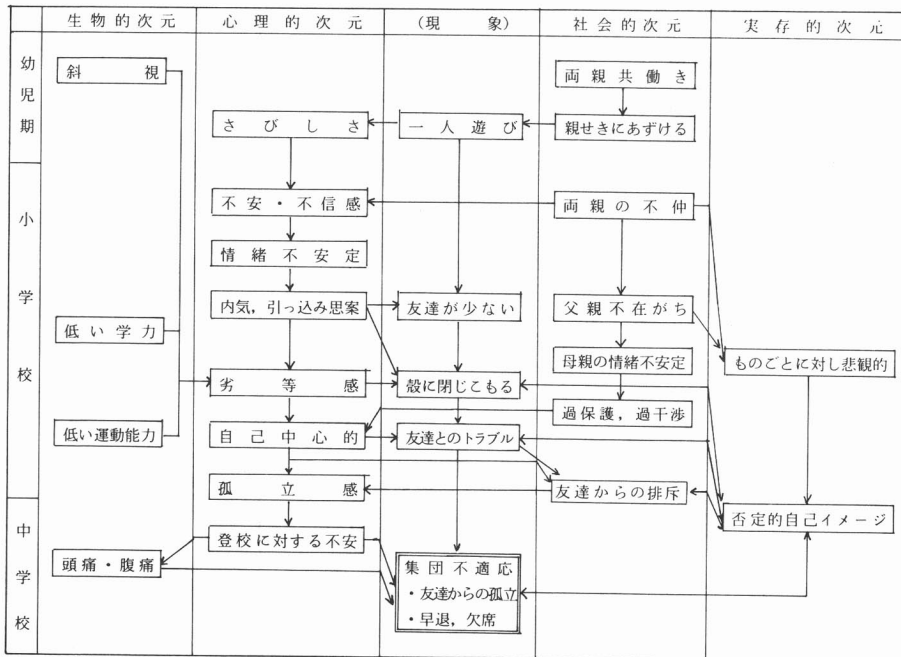 生物的次元 心理的次元 (現象) 社会的次元 実存的次元
幼児期
斜視
両親共働き
さびしさ
一人遊び
親せきにあずける
小学校
不安・不信感
両親の不仲
情緒不安定
内気，引っ込み思案
友達が少ない
父親不在がち
低い学力
母親の情緒不安定
ものごとに対し悲観的
劣等感
殻に閉じこもる
過保護，過干渉
低い運動能力
自己中心的
友達とのトラブル
孤立感
友達からの排斥
中学校
否定的自己イメージ
登校に対する不安
頭痛・腹痛
集団不適応
・友達からの孤立
・早退，欠席